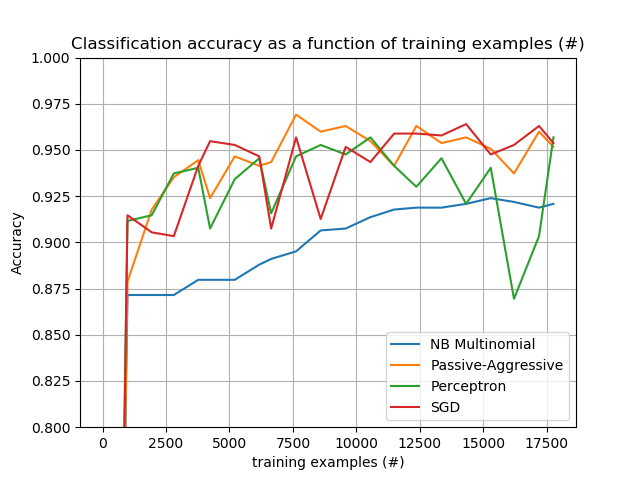 Classification accuracy as a function of training examples (#)
1.000
0.975
0.950
0.925
0.900
0.875
0.850
0.825
0.800
Accuracy
NB Multinomial
Passive-Aggressive
Perceptron
SGD
0 2500 5000 7500 10000 12500 15000 17500
training examples (#)